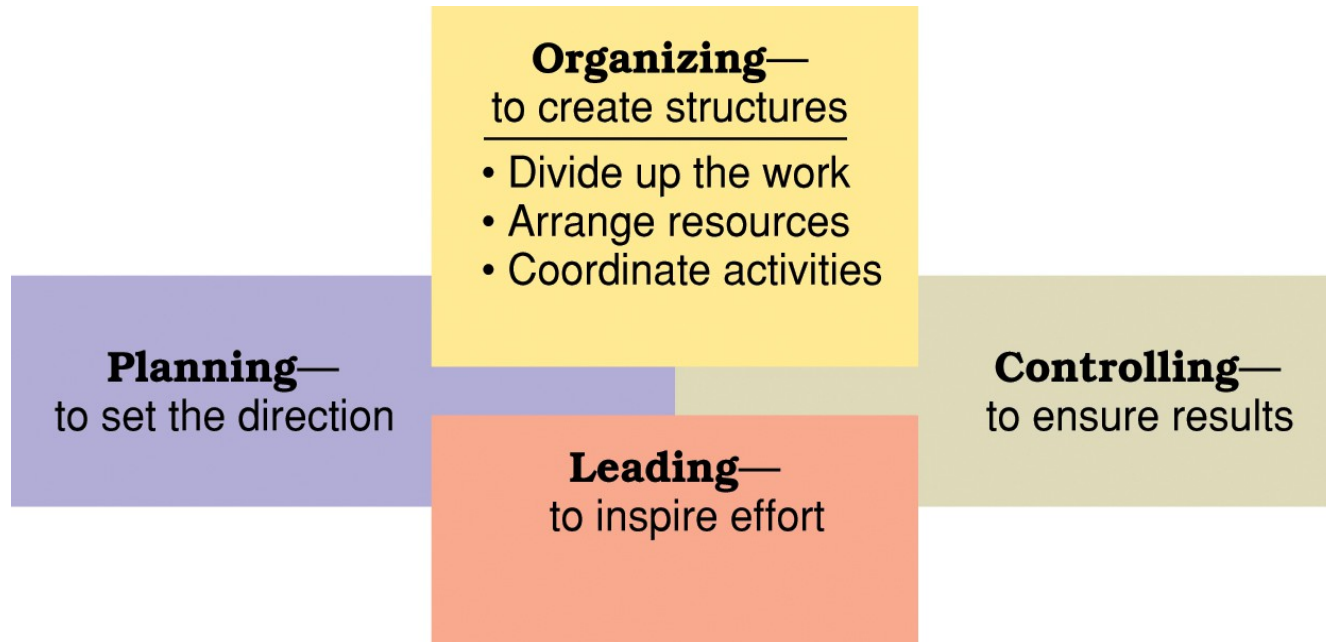 Organizing—
to create structures
• Divide up the work
• Arrange resources
• Coordinate activities
Planning—
to set the direction
Controlling—
to ensure results
Leading—
to inspire effort